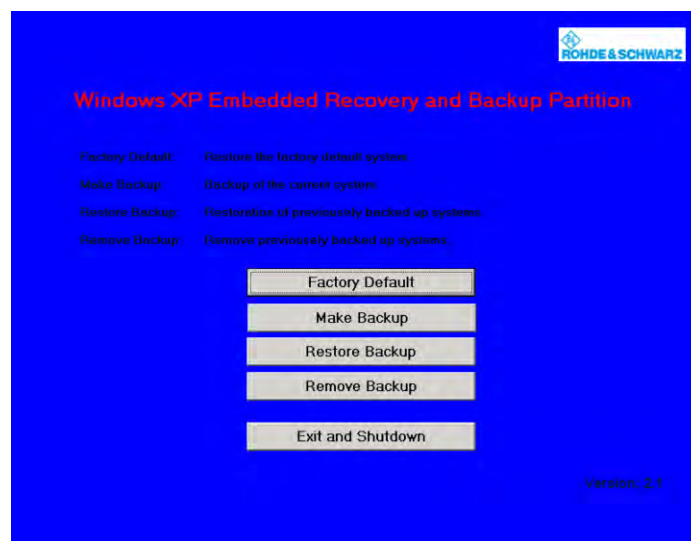 ROHDE & SCHWARZ
Windows XP Embedded Recovery and Backup Partition
Factory Default: Restore the factory default system.
Make Backup: Backup of the current system.
Restore Backup: Restoration of previousely backed up systems.
Remove Backup: Remove previousely backed up systems.
Factory Default
Make Backup
Restore Backup
Remove Backup
Exit and Shutdown
Version: 2.1